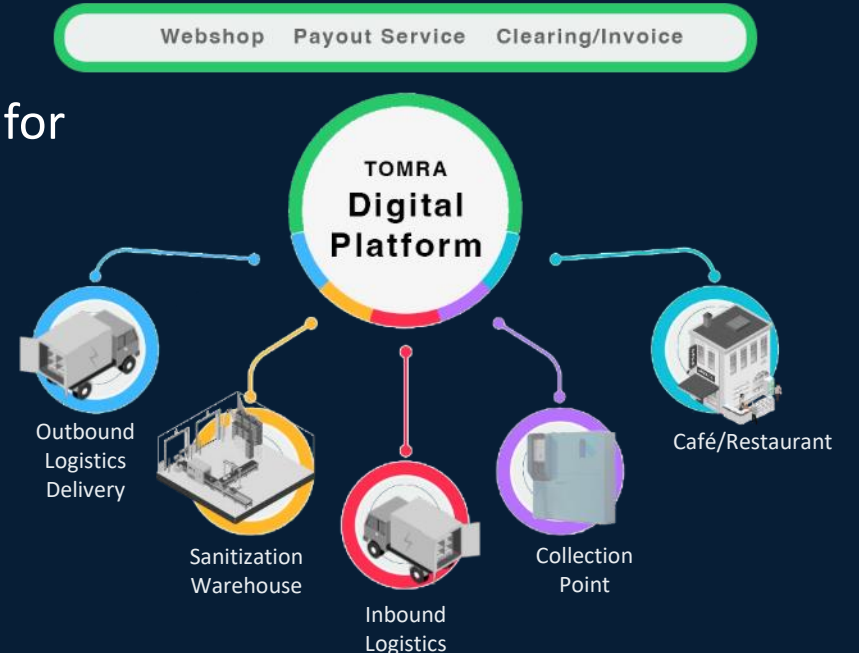 Webshop Payout Service Clearing/Invoice
for
TOMRA
Digital
Platform
Outbound
Logistics
Delivery
Café/Restaurant
Sanitization
Warehouse
Collection
Point
Inbound
Logistics